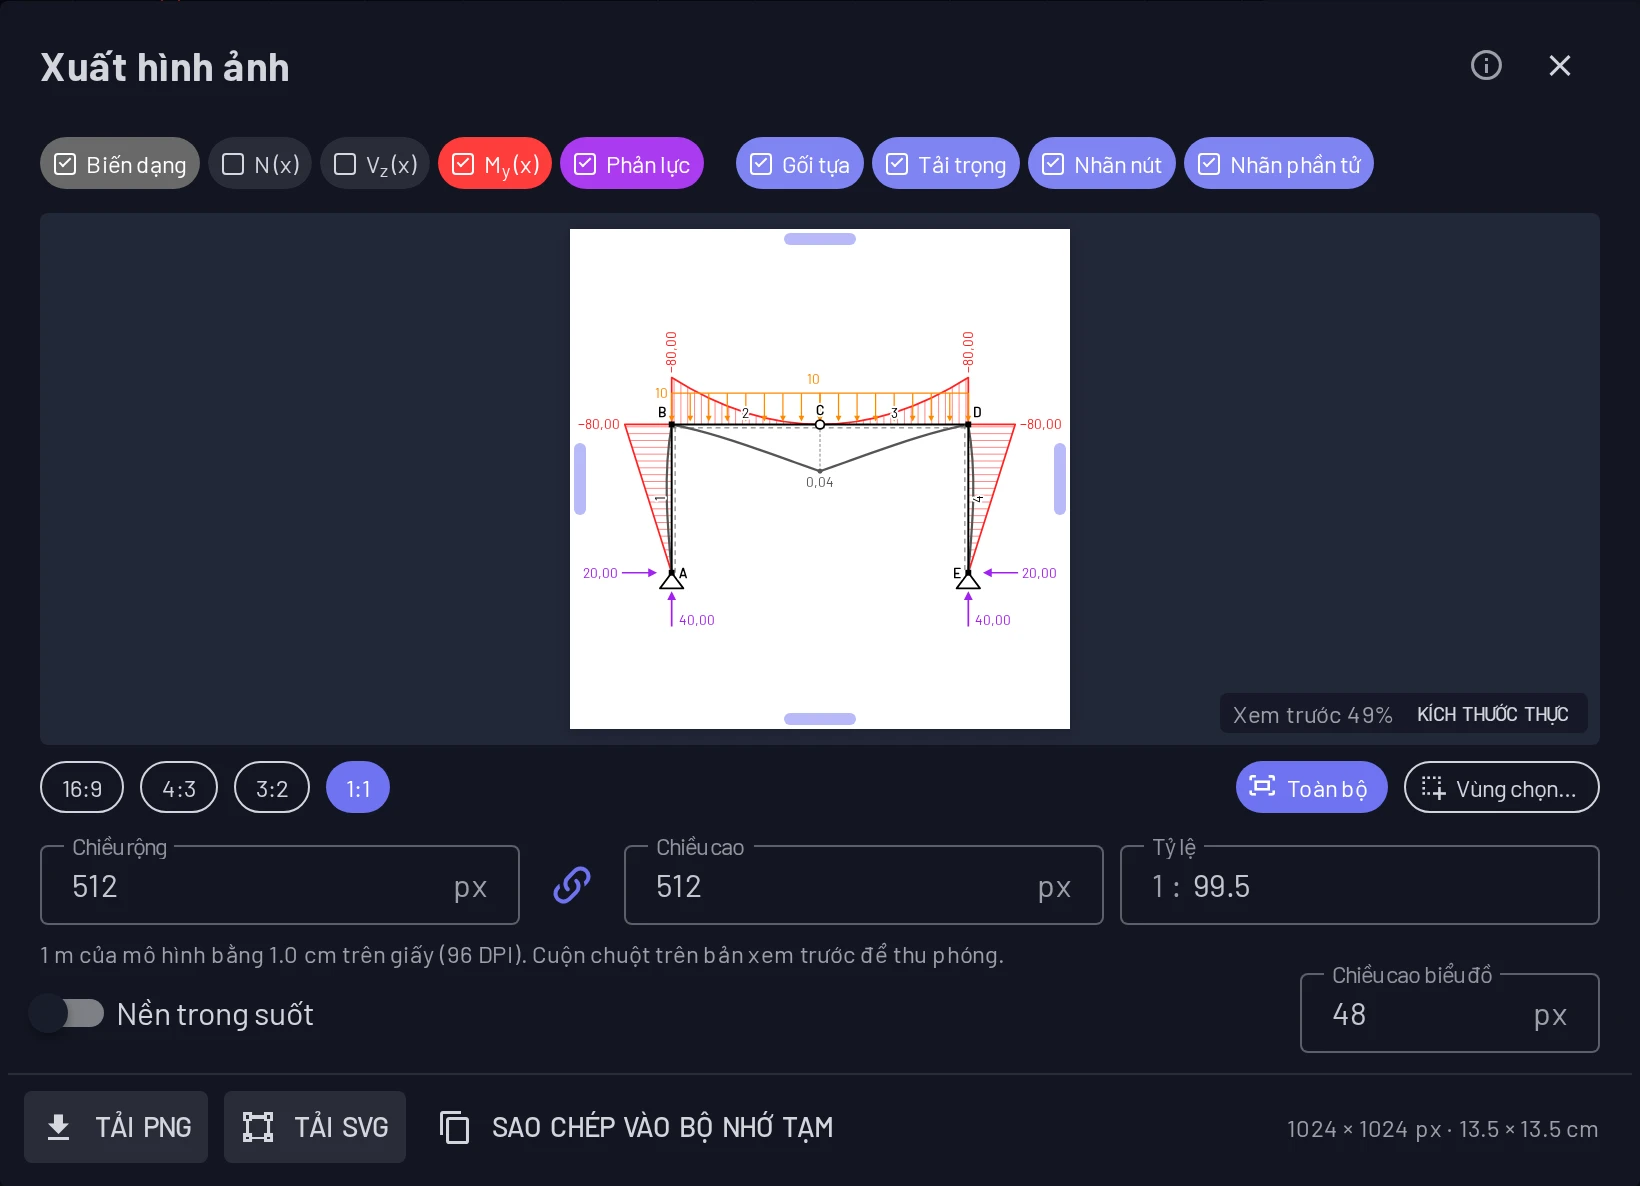 Xuất hình ảnh
Biến dạng N(x) Vz(x) My(x) Phản lực Gối tựa Tải trọng Nhãn nút Nhãn phần tử
−80,00 −80,00
10
10
B 2 C 3 D
−80,00 −80,00
0,04
1 4
20,00 A E 20,00
40,00 40,00
Xem trước 49% KÍCH THƯỚC THỰC
16:9 4:3 3:2 1:1 Toàn bộ Vùng chọn...
Chiều rộng Chiều cao Tỷ lệ
512 px 512 px 1 : 99.5
1 m của mô hình bằng 1.0 cm trên giấy (96 DPI). Cuộn chuột trên bản xem trước để thu phóng.
Chiều cao biểu đồ
Nền trong suốt 48 px
TẢI PNG TẢI SVG SAO CHÉP VÀO BỘ NHỚ TẠM 1024 × 1024 px · 13.5 × 13.5 cm